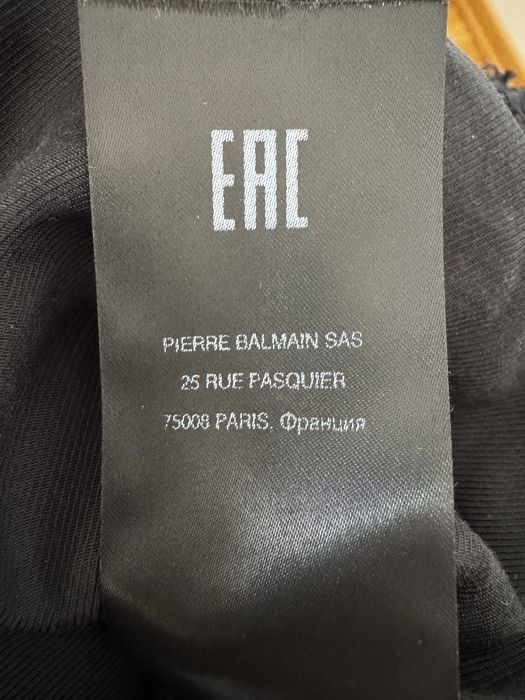 EAC
PIERRE BALMAIN SAS
25 RUE PASQUIER
75008 PARIS. Франция